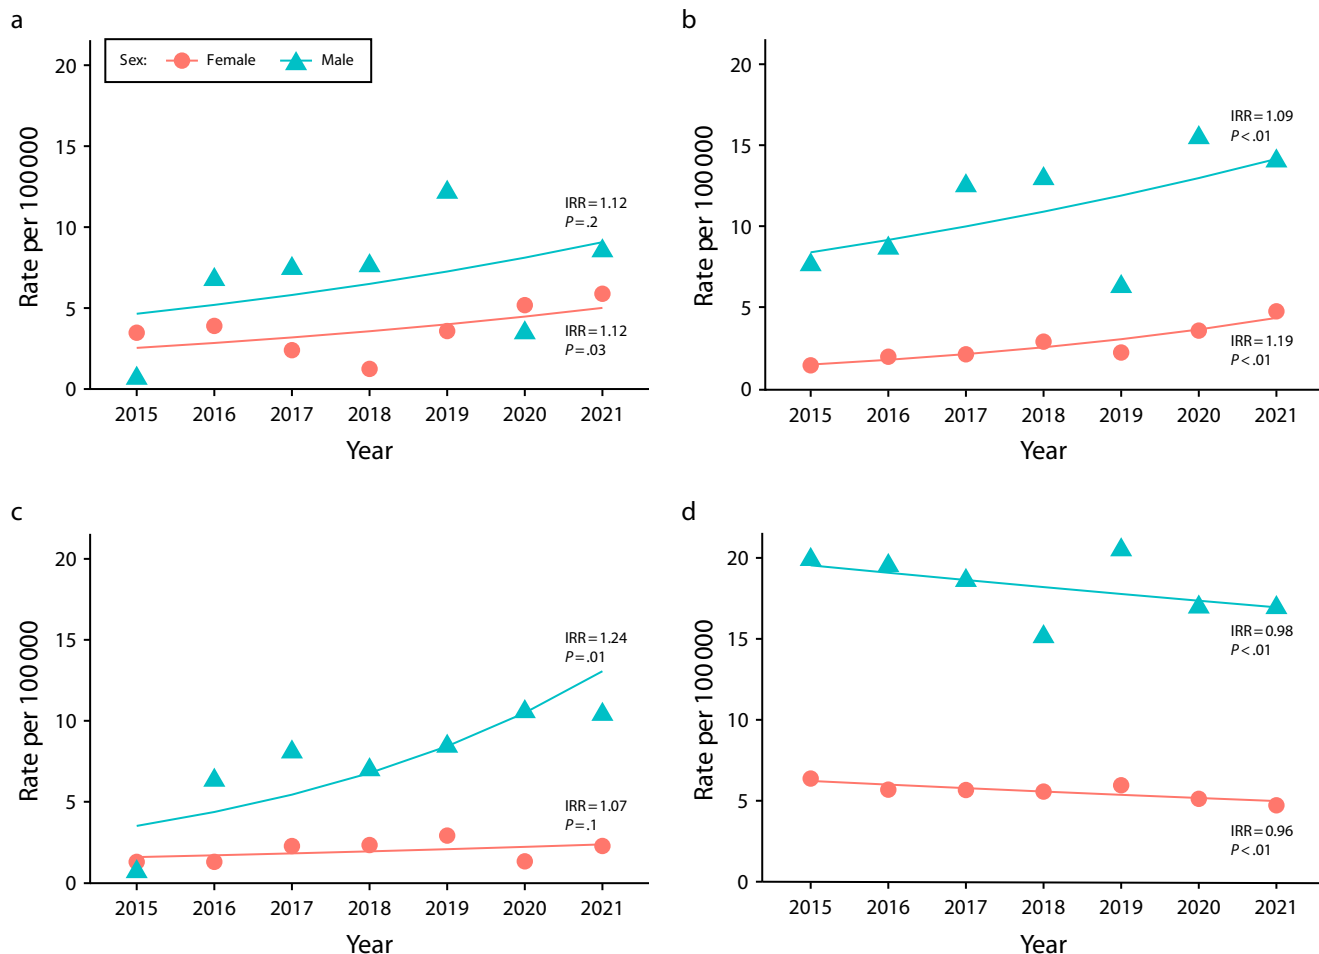 a
Sex: Female Male
20
15
10
5
0
Rate per 100 000
IRR = 1.12
P = .2
IRR = 1.12
P = .03
2015 2016 2017 2018 2019 2020 2021
Year
b
20
15
10
5
0
Rate per 100 000
IRR = 1.09
P < .01
IRR = 1.19
P < .01
2015 2016 2017 2018 2019 2020 2021
Year
c
20
15
10
5
0
Rate per 100 000
IRR = 1.24
P = .01
IRR = 1.07
P = .1
2015 2016 2017 2018 2019 2020 2021
Year
d
20
15
10
5
0
Rate per 100 000
IRR = 0.98
P < .01
IRR = 0.96
P < .01
2015 2016 2017 2018 2019 2020 2021
Year